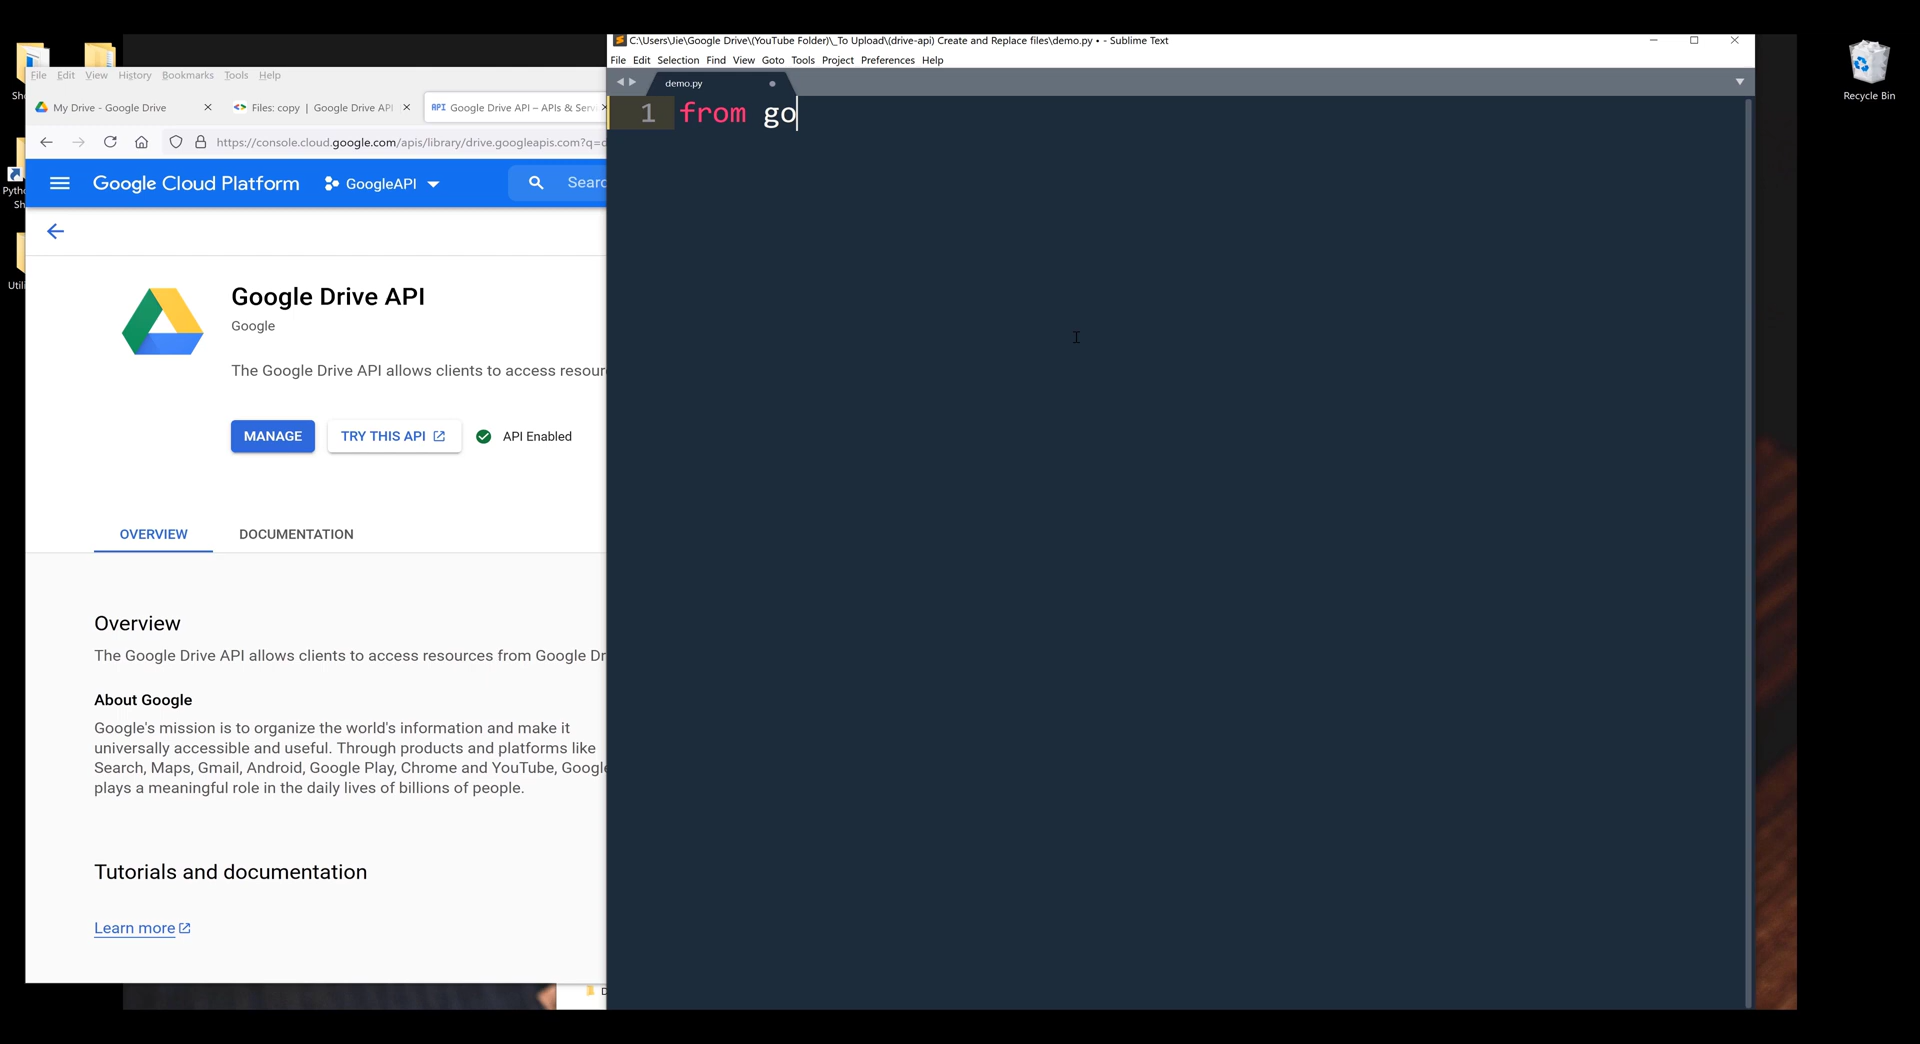 C:\Users\Jie\Google Drive\(YouTube Folder)\_To Upload\(drive-api) Create and Replace files\demo.py • - Sublime Text
File Edit Selection Find View Goto Tools Project Preferences Help
demo.py
1 from go
File Edit View History Bookmarks Tools Help
My Drive - Google Drive
Files: copy | Google Drive API
API Google Drive API – APIs & Serv
https://console.cloud.google.com/apis/library/drive.googleapis.com?q=
Google Cloud Platform
GoogleAPI
Searc
Google Drive API
Google
The Google Drive API allows clients to access resour
MANAGE
TRY THIS API
API Enabled
OVERVIEW
DOCUMENTATION
Overview
The Google Drive API allows clients to access resources from Google Dr
About Google
Google's mission is to organize the world's information and make it
universally accessible and useful. Through products and platforms like
Search, Maps, Gmail, Android, Google Play, Chrome and YouTube, Google
plays a meaningful role in the daily lives of billions of people.
Tutorials and documentation
Learn more
Recycle Bin
Pytho
Sh
Utili